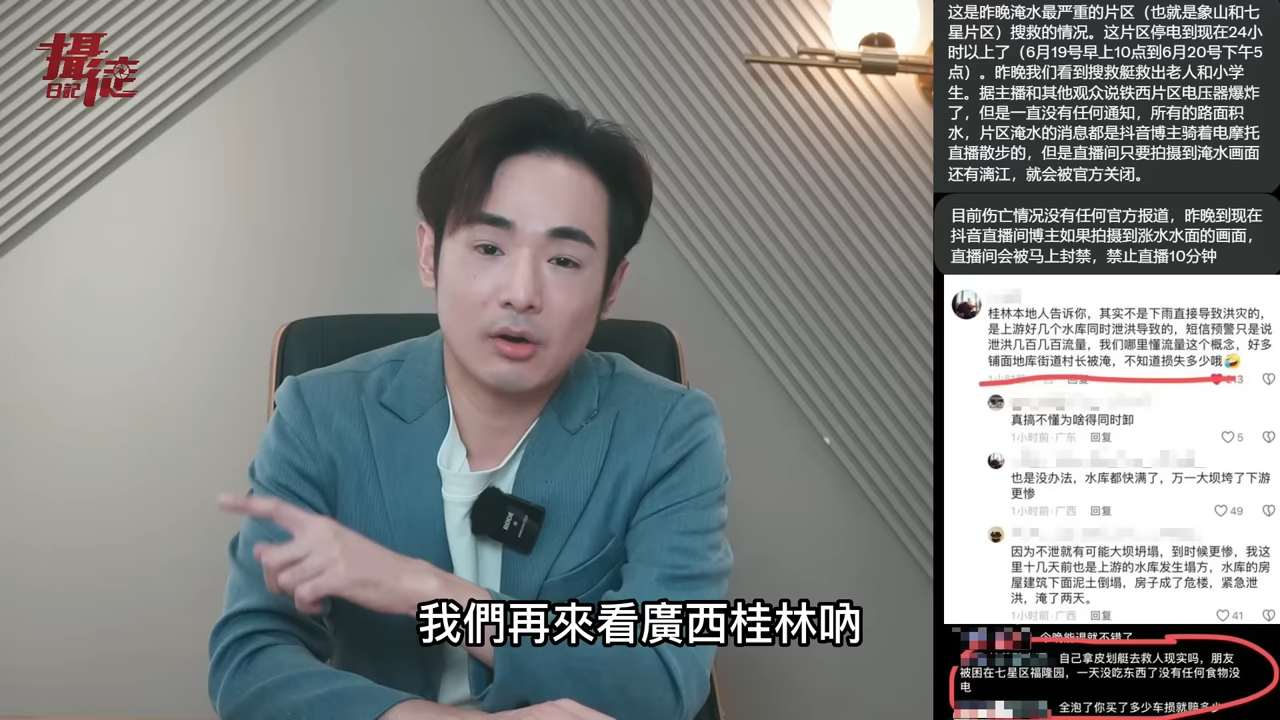 攝徒
日記
RODE
我們再來看廣西桂林吶
这是昨晚淹水最严重的片区（也就是象山和七
星片区）搜救的情况。这片区停电到现在24小
时以上了（6月19号早上10点到6月20号下午5
点）。昨晚我们看到搜救艇救出老人和小学
生。据主播和其他观众说铁西片区电压器爆炸
了，但是一直没有任何通知，所有的路面积
水，片区淹水的消息都是抖音博主骑着电摩托
直播散步的，但是直播间只要拍摄到淹水画面
还有漓江，就会被官方关闭。
目前伤亡情况没有任何官方报道，昨晚到现在
抖音直播间博主如果拍摄到涨水水面的画面，
直播间会被马上封禁，禁止直播10分钟
桂林本地人告诉你，其实不是下雨直接导致洪灾的，
是上游好几个水库同时泄洪导致的，短信预警只是说
泄洪几百几百流量，我们哪里懂流量这个概念，好多
铺面地库街道村长被淹，不知道损失多少哦🤣
回复
真搞不懂为啥得同时卸
1小时前·广东 回复 5
也是没办法，水库都快满了，万一大坝垮了下游
更惨
1小时前·广西 回复 49
因为不泄就有可能大坝坍塌，到时候更惨，我这
里十几天前也是上游的水库发生塌方，水库的房
屋建筑下面泥土倒塌，房子成了危楼，紧急泄
洪，淹了两天。
1小时前·广西 回复 41
今晚能退就不错了
自己拿皮划艇去救人现实吗，朋友
被困在七星区福隆园，一天没吃东西了没有任何食物没
电
全泡了你买了多少车损就赔多少